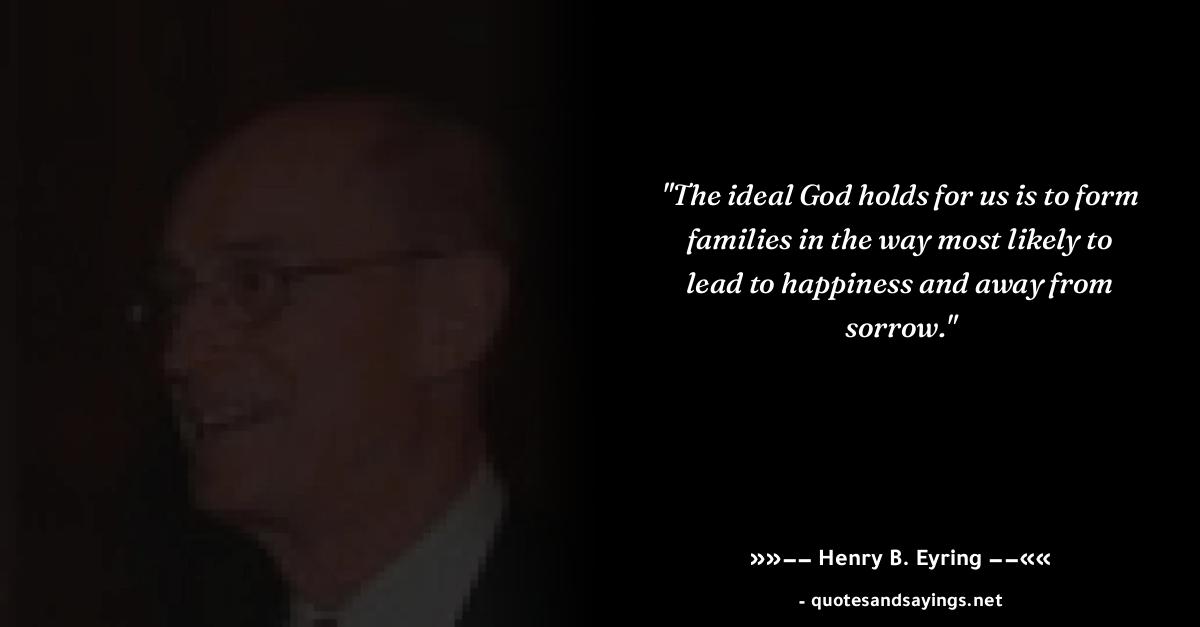 "The ideal God holds for us is to form
families in the way most likely to
lead to happiness and away from
sorrow."
»»–– Henry B. Eyring ––««
- quotesandsayings.net